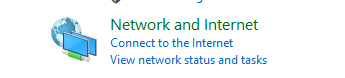 Network and Internet
Connect to the Internet
View network status and tasks